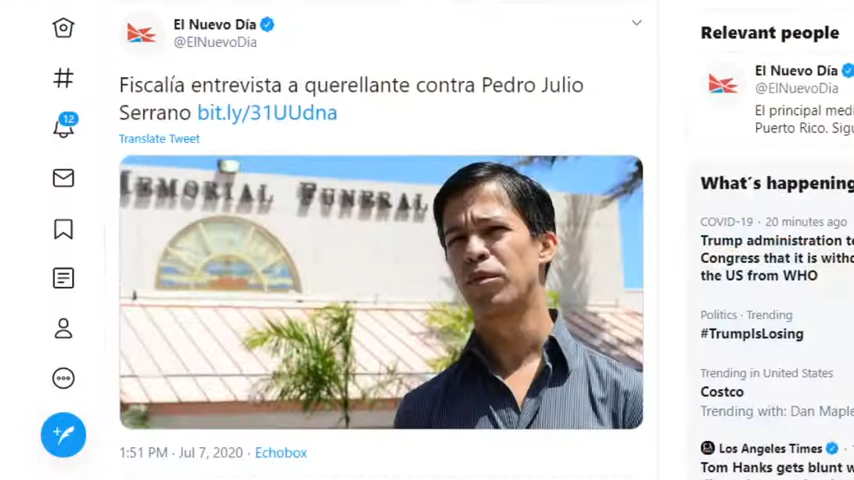 El Nuevo Día
@ElNuevoDia
Fiscalía entrevista a querellante contra Pedro Julio
Serrano bit.ly/31UUdna
Translate Tweet
MEMORIAL FUNERAL
1:51 PM · Jul 7, 2020 · Echobox
12
Relevant people
El Nuevo Día
@ElNuevoDia
El principal medi
Puerto Rico. Sigu
What's happening
COVID-19 · 20 minutes ago
Trump administration to
Congress that it is witho
the US from WHO
Politics · Trending
#TrumpIsLosing
Trending in United States
Costco
Trending with: Dan Maple
Los Angeles Times
Tom Hanks gets blunt w